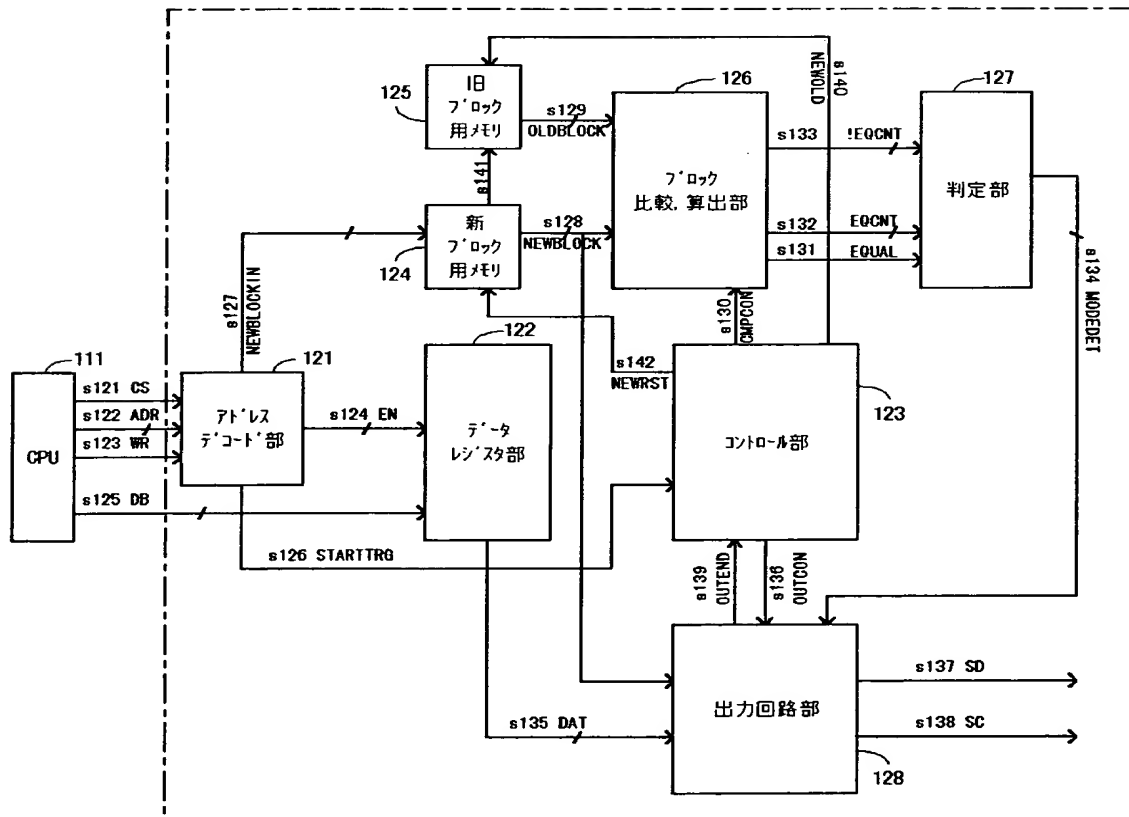 旧
ブロック
用メモリ
125
s129
OLDBLOCK
126
ブロック
比較,算出部
s140
NEWOLD
127
判定部
s133 !EQCNT
s132 EQCNT
s131 EQUAL
s134 MODEDET
s141
新
ブロック
用メモリ
124
s128
NEWBLOCK
s127
NEWBLOCKIN
s130
CMPCON
s142
NEWRST
111
CPU
s121 CS
s122 ADR
s123 WR
s125 DB
121
アドレス
デコード部
s124 EN
122
データ
レジスタ部
123
コントロール部
s126 STARTTRG
s139
OUTEND
s136
OUTCON
s135 DAT
出力回路部
128
s137 SD
s138 SC